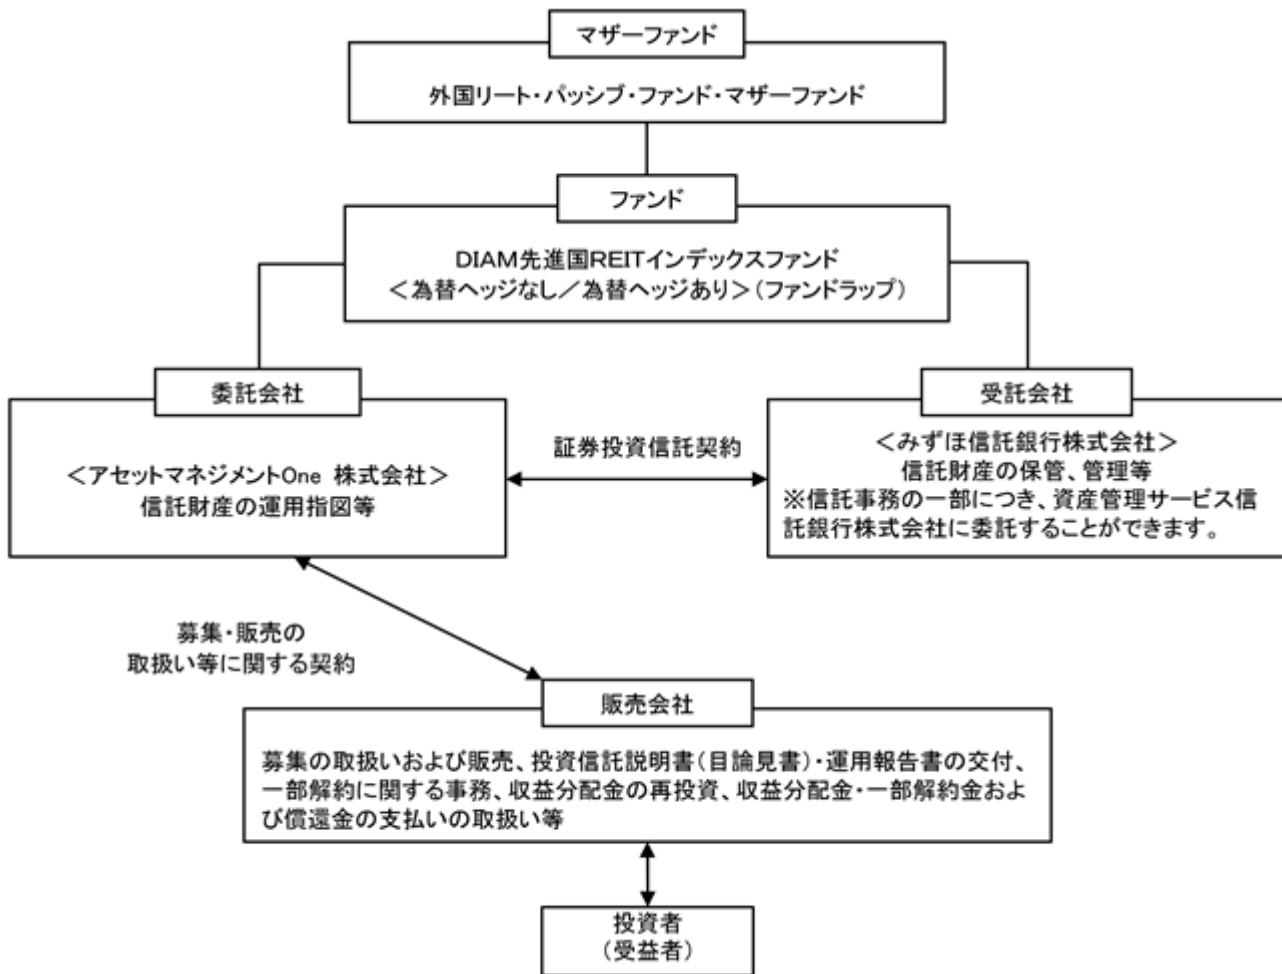 マザーファンド
外国リート・パッシブ・ファンド・マザーファンド
ファンド
DIAM先進国REITインデックスファンド
＜為替ヘッジなし／為替ヘッジあり＞（ファンドラップ）
委託会社
＜アセットマネジメントOne 株式会社＞
信託財産の運用指図等
証券投資信託契約
受託会社
＜みずほ信託銀行株式会社＞
信託財産の保管、管理等
※信託事務の一部につき、資産管理サービス信
託銀行株式会社に委託することができます。
募集・販売の
取扱い等に関する契約
販売会社
募集の取扱いおよび販売、投資信託説明書（目論見書）・運用報告書の交付、
一部解約に関する事務、収益分配金の再投資、収益分配金・一部解約金およ
び償還金の支払いの取扱い等
投資者
（受益者）